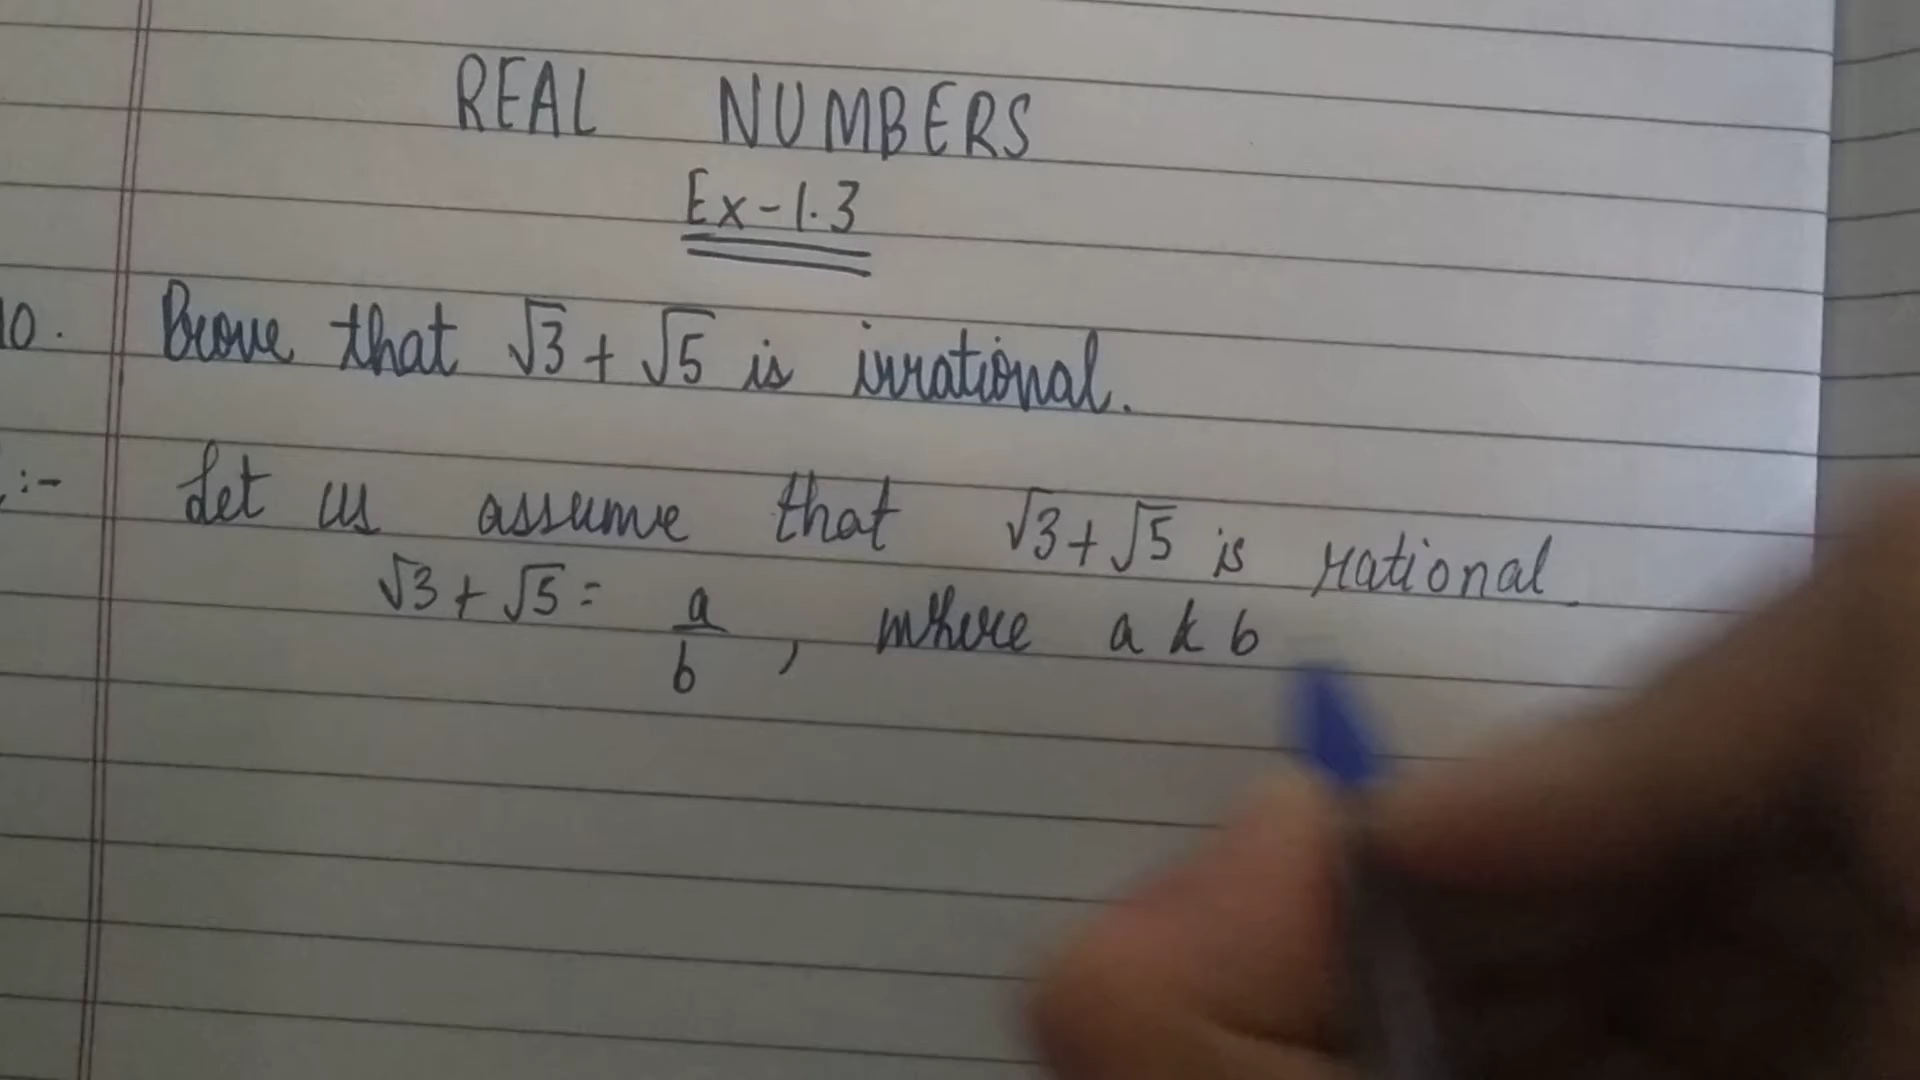 REAL NUMBERS
Ex-1.3
10. Prove that √3 + √5 is irrational.
:- Let us assume that √3 + √5 is rational
√3 + √5 = a/b , where a & b